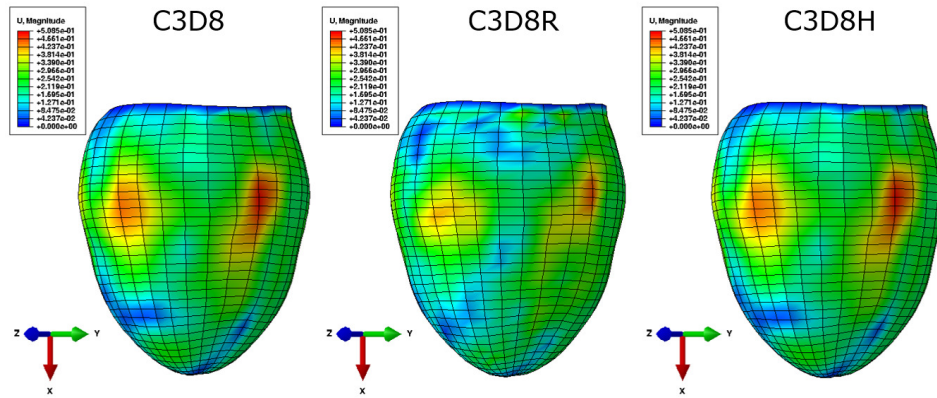 C3D8
C3D8R
C3D8H
U, Magnitude
+5.085e-01
+4.661e-01
+4.237e-01
+3.814e-01
+3.390e-01
+2.966e-01
+2.542e-01
+2.119e-01
+1.695e-01
+1.271e-01
+8.475e-02
+4.237e-02
+0.000e+00
U, Magnitude
+5.085e-01
+4.661e-01
+4.237e-01
+3.814e-01
+3.390e-01
+2.966e-01
+2.542e-01
+2.119e-01
+1.695e-01
+1.271e-01
+8.475e-02
+4.237e-02
+0.000e+00
U, Magnitude
+5.085e-01
+4.661e-01
+4.237e-01
+3.814e-01
+3.390e-01
+2.966e-01
+2.542e-01
+2.119e-01
+1.695e-01
+1.271e-01
+8.475e-02
+4.237e-02
+0.000e+00
Z Y
X
Z Y
X
Z Y
X